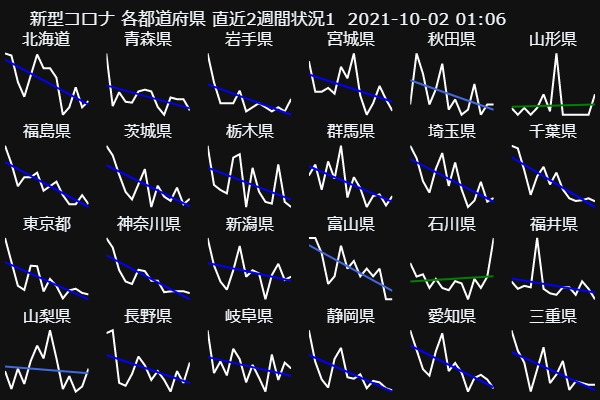 新型コロナ 各都道府県 直近2週間状況1 2021-10-02 01:06
北海道 青森県 岩手県 宮城県 秋田県 山形県
福島県 茨城県 栃木県 群馬県 埼玉県 千葉県
東京都 神奈川県 新潟県 富山県 石川県 福井県
山梨県 長野県 岐阜県 静岡県 愛知県 三重県